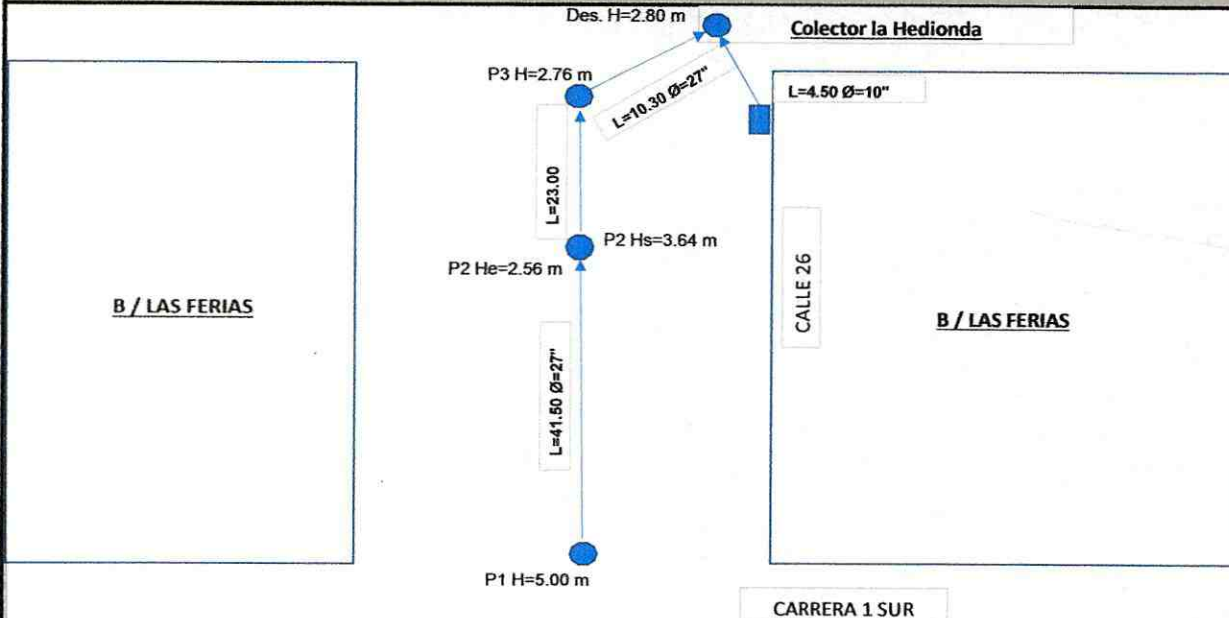 Des. H=2.80 m
Colector la Hedionda
P3 H=2.76 m
L=10.30 Ø=27"
L=4.50 Ø=10"
L=23.00
P2 Hs=3.64 m
P2 He=2.56 m
CALLE 26
B / LAS FERIAS
B / LAS FERIAS
L=41.50 Ø=27"
P1 H=5.00 m
CARRERA 1 SUR